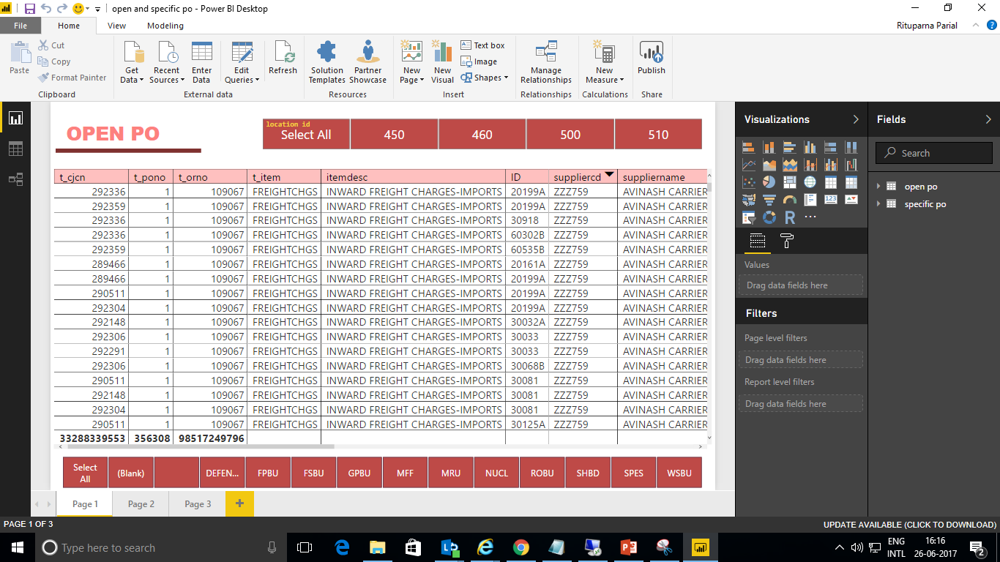 open and specific po - Power BI Desktop
File Home View Modeling Rituparna Parial
Paste Cut Copy Format Painter Clipboard
Get Data Recent Sources Enter Data Edit Queries External data
Refresh
Solution Templates Partner Showcase Resources
New Page New Visual Text box Image Shapes Insert
Manage Relationships Relationships
New Measure Calculations
Publish Share
OPEN PO
location id
Select All 450 460 500 510
t_cjcn t_pono t_orno t_item itemdesc ID suppliercd suppliername
292336 1 109067 FREIGHTCHGS INWARD FREIGHT CHARGES-IMPORTS 20199A ZZZ759 AVINASH CARRIER
292359 1 109067 FREIGHTCHGS INWARD FREIGHT CHARGES-IMPORTS 20199A ZZZ759 AVINASH CARRIER
292336 1 109067 FREIGHTCHGS INWARD FREIGHT CHARGES-IMPORTS 30918 ZZZ759 AVINASH CARRIER
292336 1 109067 FREIGHTCHGS INWARD FREIGHT CHARGES-IMPORTS 60302B ZZZ759 AVINASH CARRIER
292359 1 109067 FREIGHTCHGS INWARD FREIGHT CHARGES-IMPORTS 60535B ZZZ759 AVINASH CARRIER
289466 1 109067 FREIGHTCHGS INWARD FREIGHT CHARGES-IMPORTS 20161A ZZZ759 AVINASH CARRIER
289466 1 109067 FREIGHTCHGS INWARD FREIGHT CHARGES-IMPORTS 20199A ZZZ759 AVINASH CARRIER
290511 1 109067 FREIGHTCHGS INWARD FREIGHT CHARGES-IMPORTS 20199A ZZZ759 AVINASH CARRIER
292304 1 109067 FREIGHTCHGS INWARD FREIGHT CHARGES-IMPORTS 20199A ZZZ759 AVINASH CARRIER
292148 1 109067 FREIGHTCHGS INWARD FREIGHT CHARGES-IMPORTS 30032A ZZZ759 AVINASH CARRIER
292306 1 109067 FREIGHTCHGS INWARD FREIGHT CHARGES-IMPORTS 30033 ZZZ759 AVINASH CARRIER
292291 1 109067 FREIGHTCHGS INWARD FREIGHT CHARGES-IMPORTS 30033 ZZZ759 AVINASH CARRIER
292306 1 109067 FREIGHTCHGS INWARD FREIGHT CHARGES-IMPORTS 30068B ZZZ759 AVINASH CARRIER
290511 1 109067 FREIGHTCHGS INWARD FREIGHT CHARGES-IMPORTS 30081 ZZZ759 AVINASH CARRIER
292148 1 109067 FREIGHTCHGS INWARD FREIGHT CHARGES-IMPORTS 30081 ZZZ759 AVINASH CARRIER
292304 1 109067 FREIGHTCHGS INWARD FREIGHT CHARGES-IMPORTS 30081 ZZZ759 AVINASH CARRIER
290511 1 109067 FREIGHTCHGS INWARD FREIGHT CHARGES-IMPORTS 30125A ZZZ759 AVINASH CARRIER
33288339553 356308 98517249796
Select All (Blank) DEFEN... FPBU FSBU GPBU MFF MRU NUCL ROBU SHBD SPES WSBU
Page 1 Page 2 Page 3 +
Visualizations
R
123
Values
Drag data fields here
Filters
Page level filters
Drag data fields here
Report level filters
Drag data fields here
Fields
Search
open po
specific po
PAGE 1 OF 3 UPDATE AVAILABLE (CLICK TO DOWNLOAD)
Type here to search
ENG
INTL
16:16
26-06-2017
2